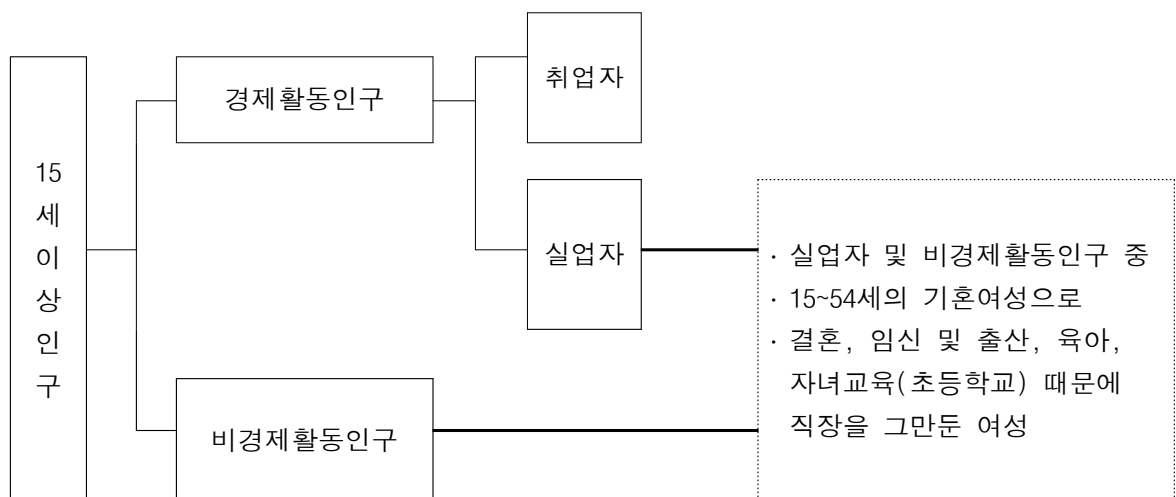 15
세
이
상
인
구
경제활동인구
취업자
실업자
비경제활동인구
· 실업자 및 비경제활동인구 중
· 15~54세의 기혼여성으로
· 결혼, 임신 및 출산, 육아,
자녀교육(초등학교) 때문에
직장을 그만둔 여성